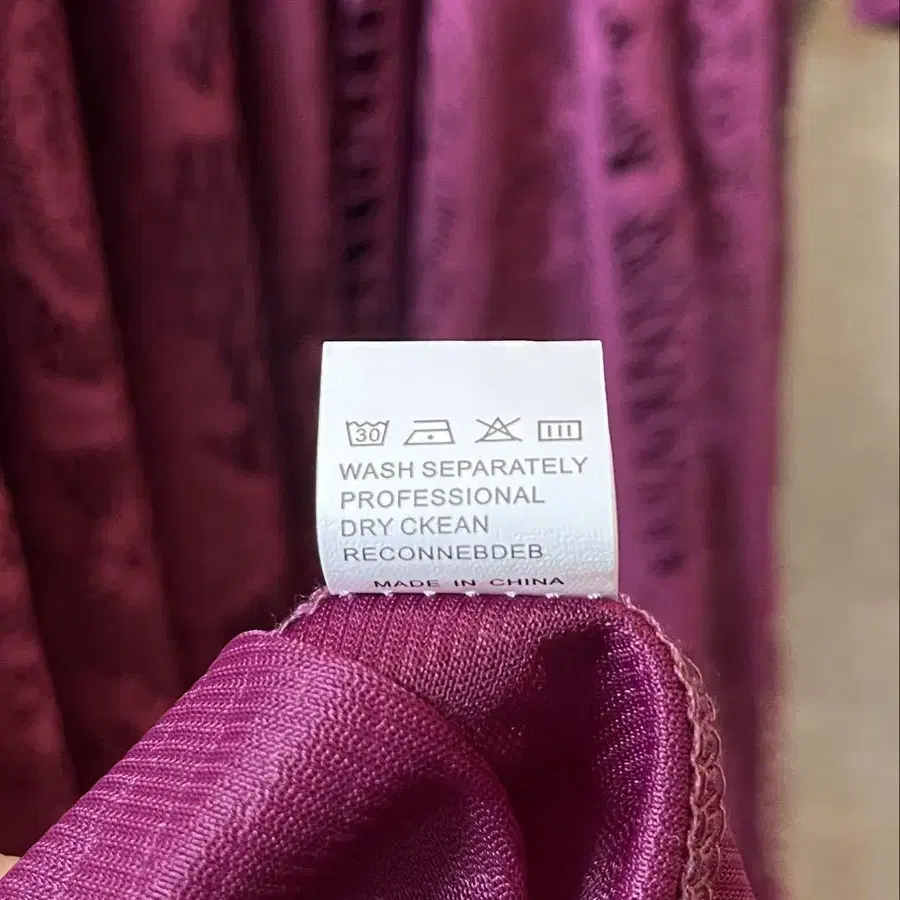 30
WASH SEPARATELY
PROFESSIONAL
DRY CKEAN
RECONNEBDEB
MADE IN CHINA